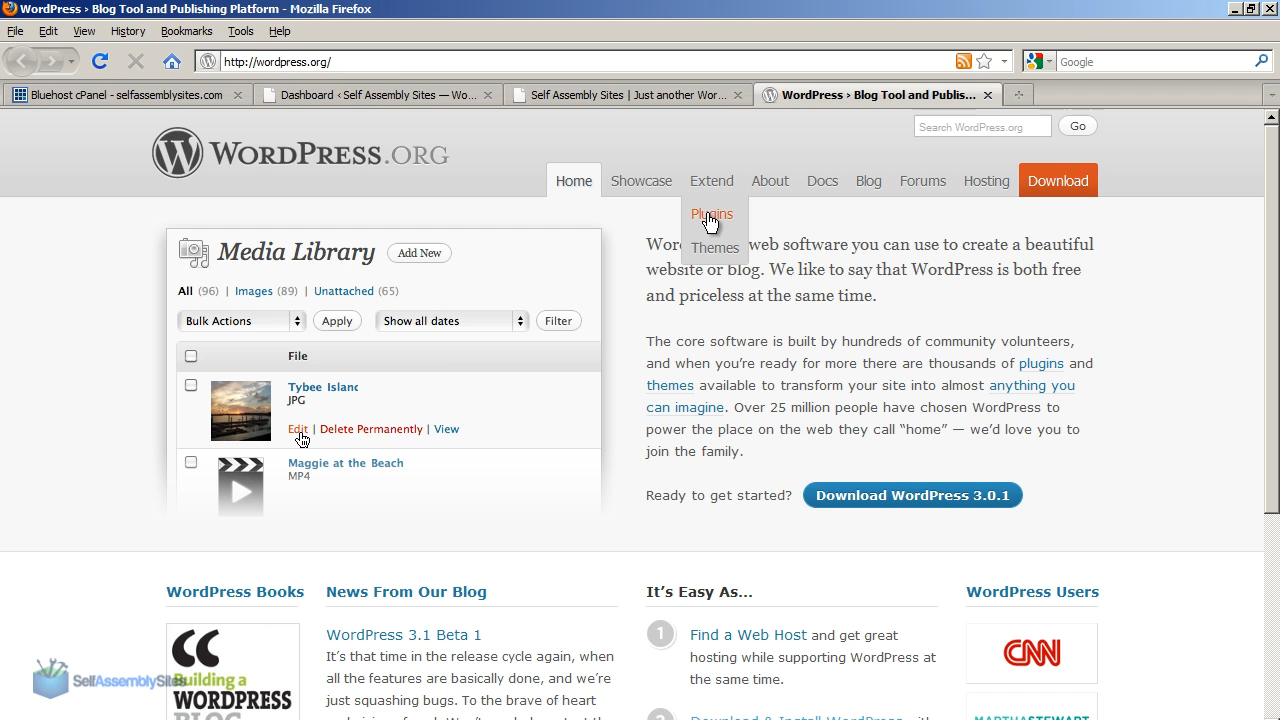 WordPress › Blog Tool and Publishing Platform - Mozilla Firefox
File Edit View History Bookmarks Tools Help
http://wordpress.org/
Google
Bluehost cPanel - selfassemblysites.com
Dashboard ‹ Self Assembly Sites — Wo...
Self Assembly Sites | Just another Wor...
WordPress › Blog Tool and Publis...
Search WordPress.org
Go
WORDPRESS.ORG
Home Showcase Extend About Docs Blog Forums Hosting Download
Plugins
Themes
Media Library Add New
All (96) | Images (89) | Unattached (65)
Bulk Actions Apply Show all dates Filter
File
Tybee Island
JPG
Edit | Delete Permanently | View
Maggie at the Beach
MP4
web software you can use to create a beautiful
website or blog. We like to say that WordPress is both free
and priceless at the same time.
The core software is built by hundreds of community volunteers,
and when you’re ready for more there are thousands of plugins and
themes available to transform your site into almost anything you
can imagine. Over 25 million people have chosen WordPress to
power the place on the web they call “home” — we’d love you to
join the family.
Ready to get started? Download WordPress 3.0.1
WordPress Books
Building a
WORDPRESS
BLOG
News From Our Blog
WordPress 3.1 Beta 1
It’s that time in the release cycle again, when
all the features are basically done, and we’re
just squashing bugs. To the brave of heart
It’s Easy As...
1 Find a Web Host and get great
hosting while supporting WordPress at
the same time.
2 Download & Install WordPress with
WordPress Users
CNN
MARTHA STEWART
SelfAssemblySites